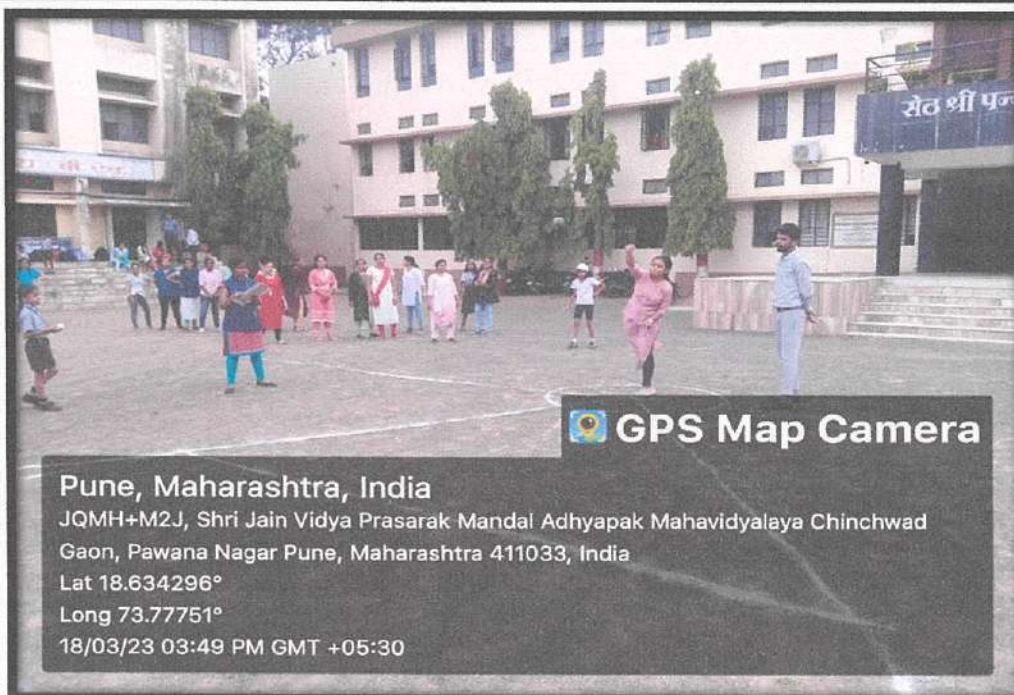 सेठ श्री
GPS Map Camera
Pune, Maharashtra, India
JQMH+M2J, Shri Jain Vidya Prasarak Mandal Adhyapak Mahavidyalaya Chinchwad
Gaon, Pawana Nagar Pune, Maharashtra 411033, India
Lat 18.634296°
Long 73.77751°
18/03/23 03:49 PM GMT +05:30